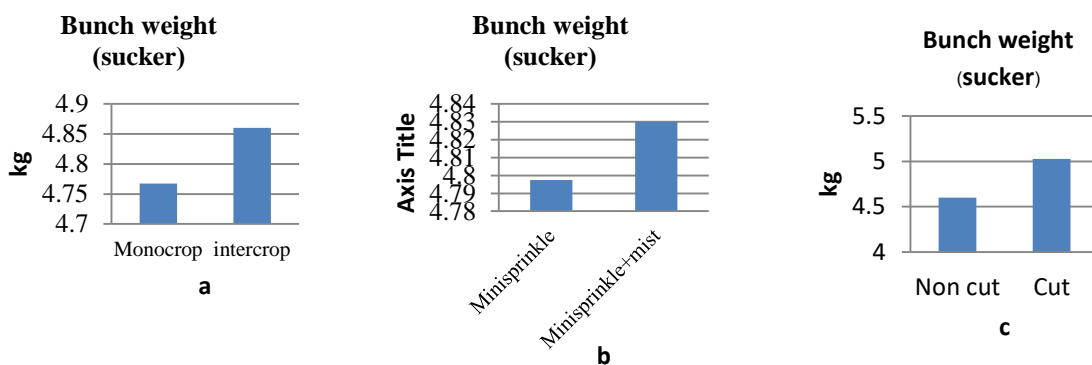 Bunch weight
(sucker)
4.9
4.85
4.8
4.75
4.7
kg
Monocrop intercrop
a
Bunch weight
(sucker)
4.84
4.83
4.82
4.81
4.8
4.79
4.78
Axis Title
Minisprinkle
Minisprinkle+mist
b
Bunch weight
(sucker)
5.5
5
4.5
4
kg
Non cut Cut
c